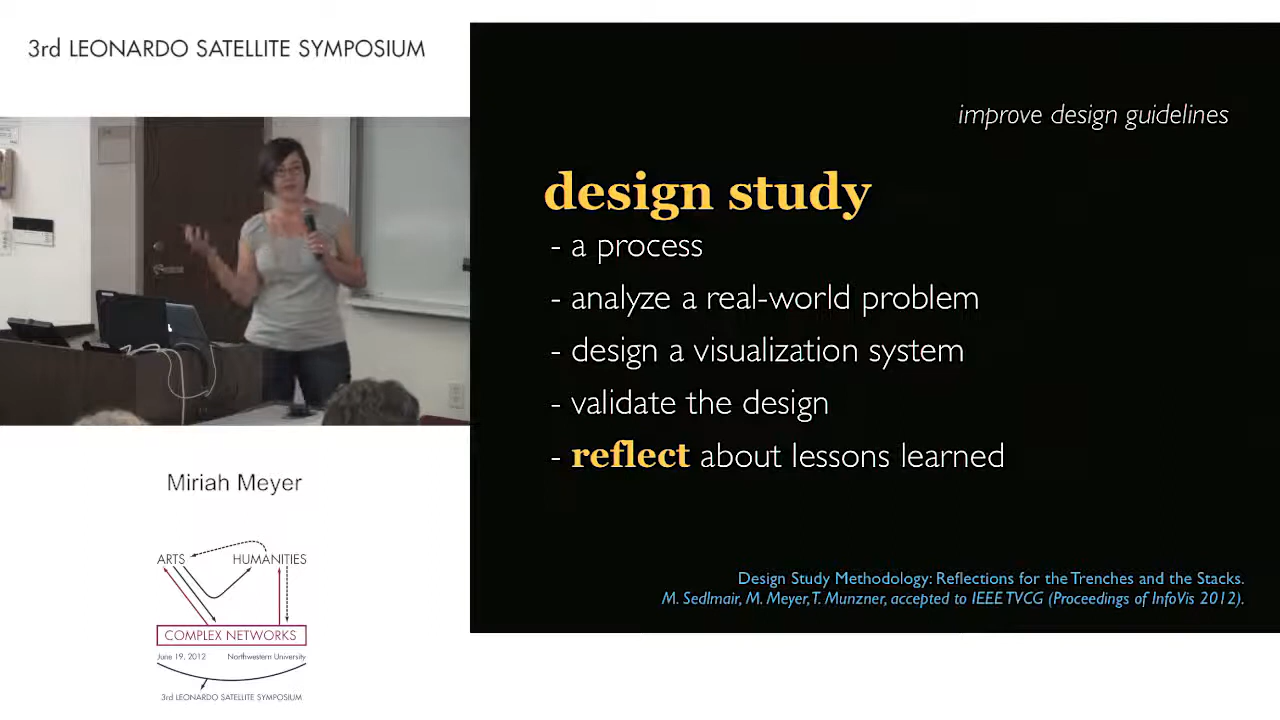 3rd LEONARDO SATELLITE SYMPOSIUM
improve design guidelines
design study
- a process
- analyze a real-world problem
- design a visualization system
- validate the design
- reflect about lessons learned
Design Study Methodology: Reflections for the Trenches and the Stacks.
M. Sedlmair, M. Meyer, T. Munzner, accepted to IEEE TVCG (Proceedings of InfoVis 2012).
Miriah Meyer
ARTS HUMANITIES
COMPLEX NETWORKS
June 19, 2012 Northwestern University
3rd LEONARDO SATELLITE SYMPOSIUM